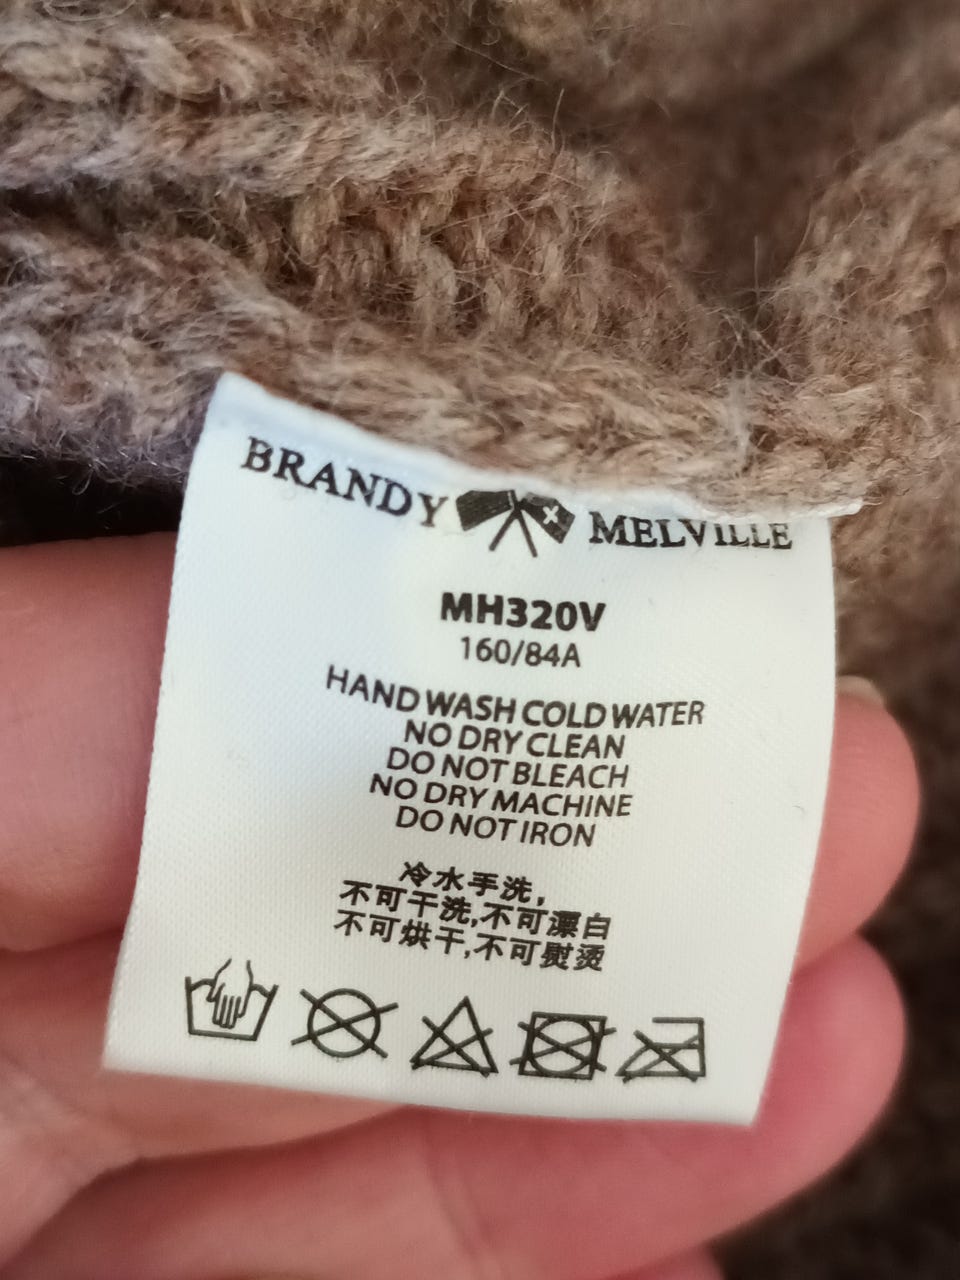 BRANDY MELVILLE
MH320V
160/84A
HAND WASH COLD WATER
NO DRY CLEAN
DO NOT BLEACH
NO DRY MACHINE
DO NOT IRON
冷水手洗,
不可干洗,不可漂白
不可烘干,不可熨烫